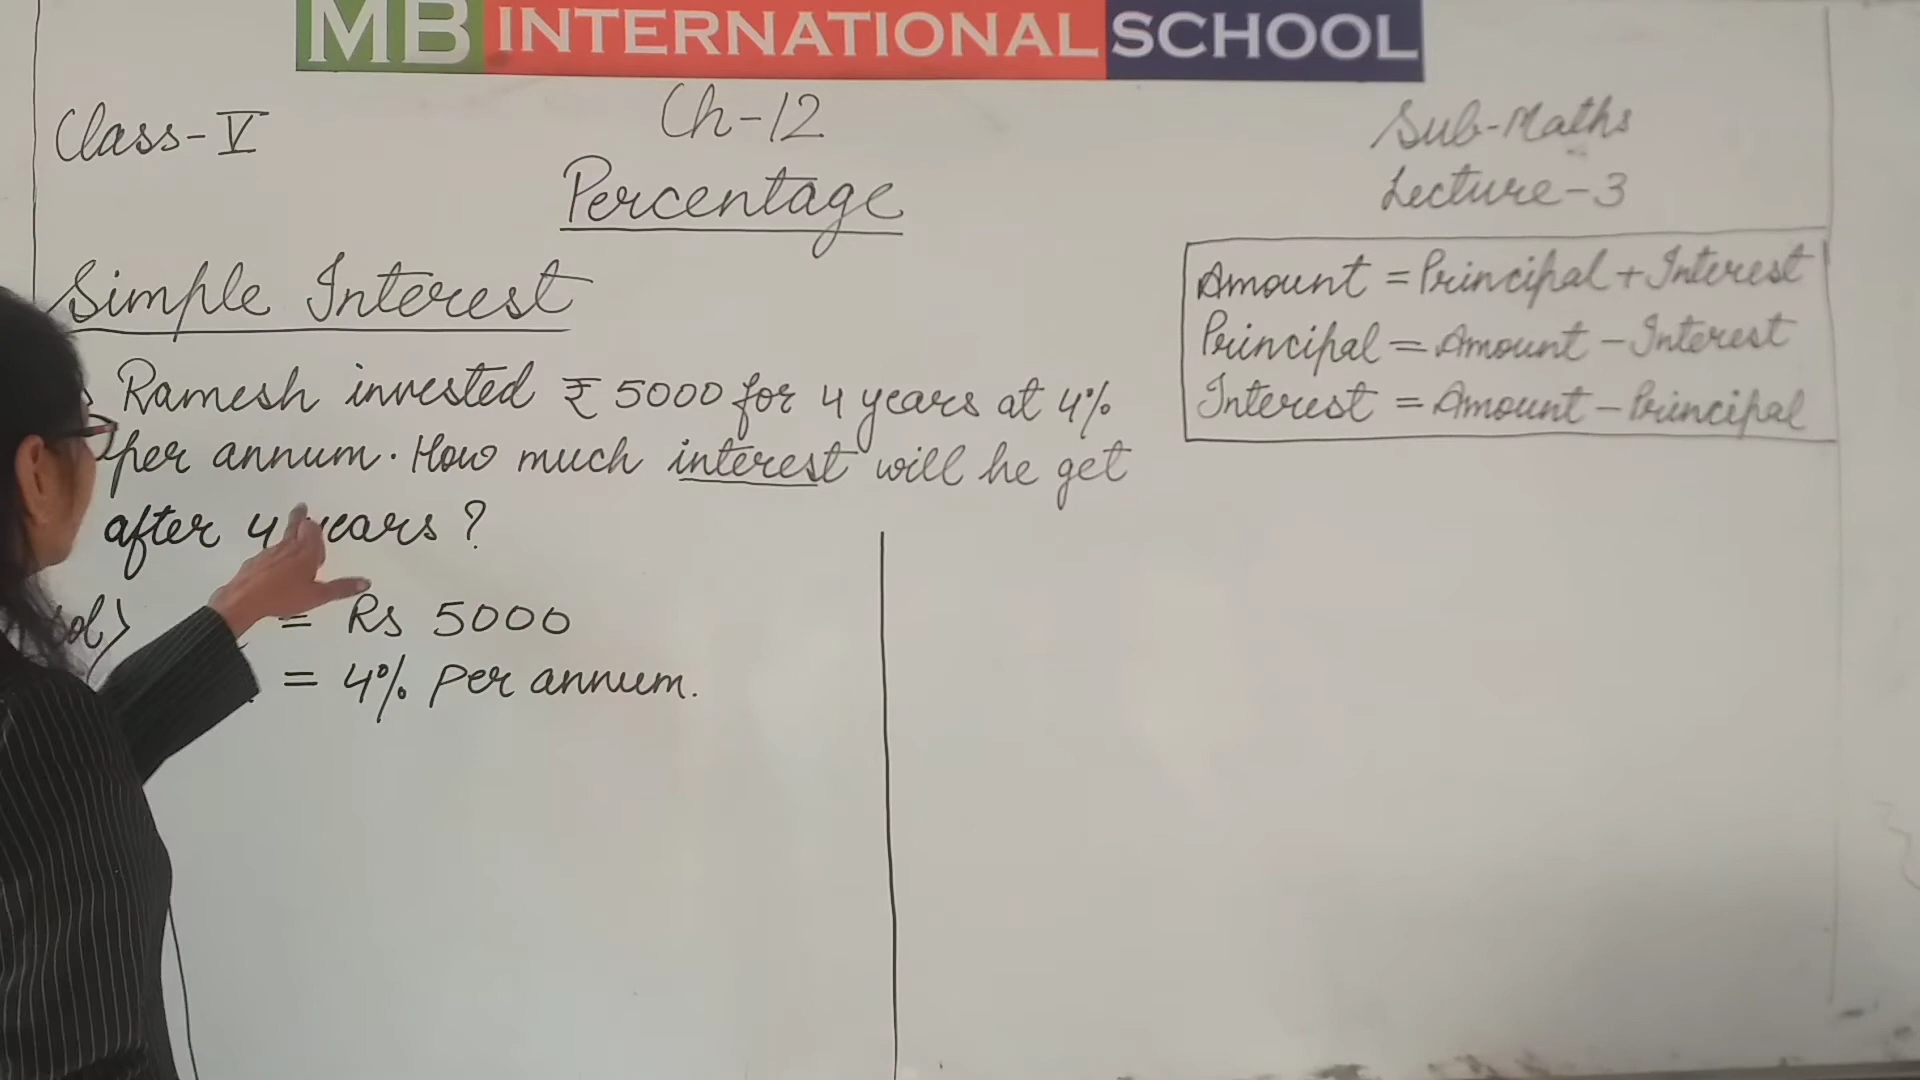 MB INTERNATIONAL SCHOOL
Class-V
Ch-12
Percentage
Sub-Maths
Lecture-3
Simple Interest
Amount = Principal + Interest
Principal = Amount - Interest
Interest = Amount - Principal
Ramesh invested ₹ 5000 for 4 years at 4%
per annum. How much interest will he get
after 4 years ?
= Rs 5000
= 4% per annum.